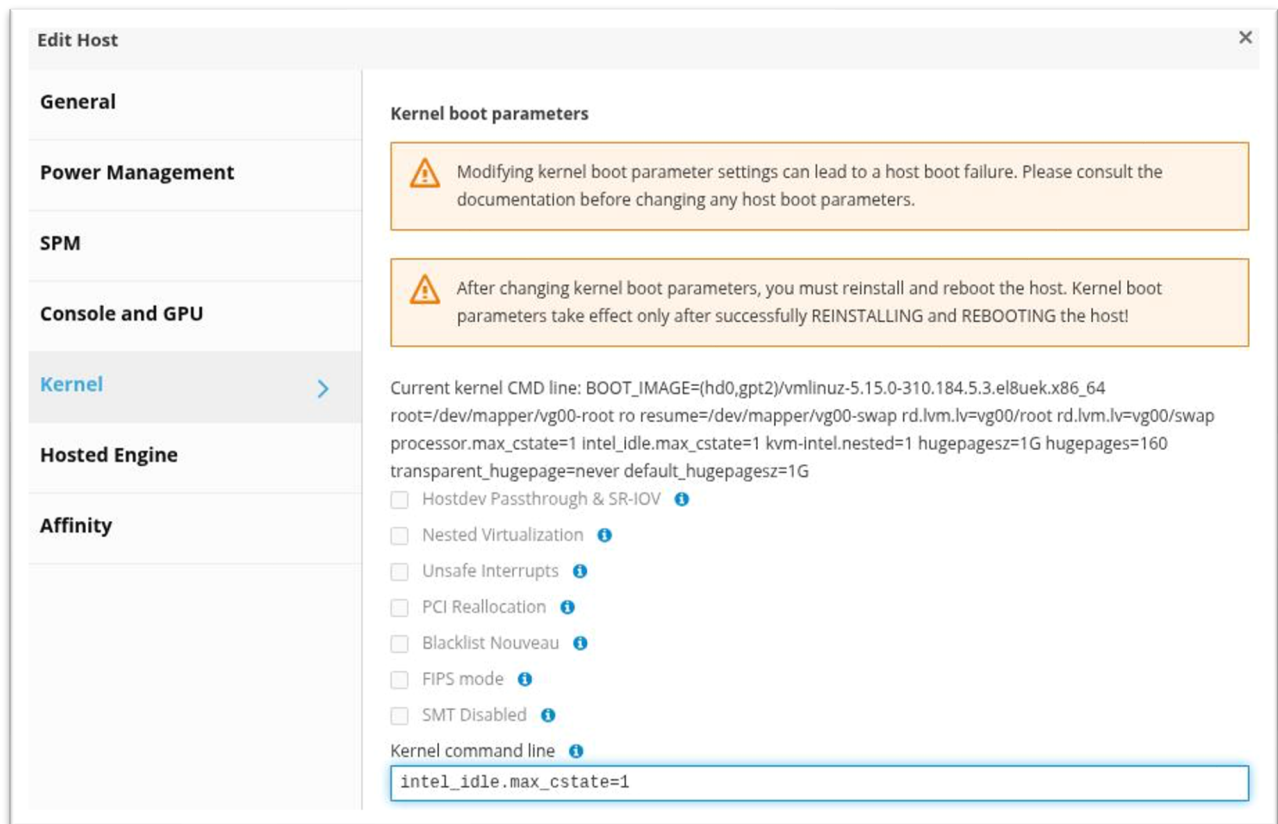 Edit Host
×
General
Power Management
SPM
Console and GPU
Kernel
Hosted Engine
Affinity
Kernel boot parameters
Modifying kernel boot parameter settings can lead to a host boot failure. Please consult the
documentation before changing any host boot parameters.
After changing kernel boot parameters, you must reinstall and reboot the host. Kernel boot
parameters take effect only after successfully REINSTALLING and REBOOTING the host!
Current kernel CMD line: BOOT_IMAGE=(hd0,gpt2)/vmlinuz-5.15.0-310.184.5.3.el8uek.x86_64
root=/dev/mapper/vg00-root ro resume=/dev/mapper/vg00-swap rd.lvm.lv=vg00/root rd.lvm.lv=vg00/swap
processor.max_cstate=1 intel_idle.max_cstate=1 kvm-intel.nested=1 hugepagesz=1G hugepages=160
transparent_hugepage=never default_hugepagesz=1G
Hostdev Passthrough & SR-IOV
Nested Virtualization
Unsafe Interrupts
PCI Reallocation
Blacklist Nouveau
FIPS mode
SMT Disabled
Kernel command line
intel_idle.max_cstate=1